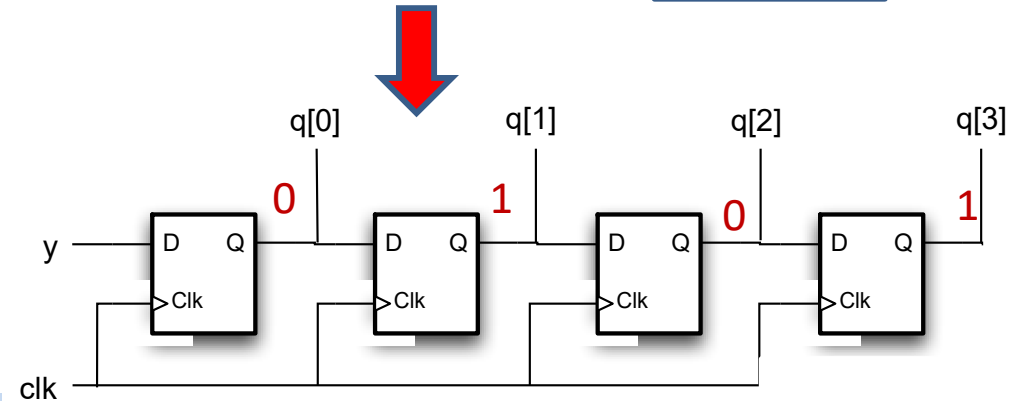 q[0] q[1] q[2] q[3]
0 1 0 1
y D Q D Q D Q D Q
Clk Clk Clk Clk
clk